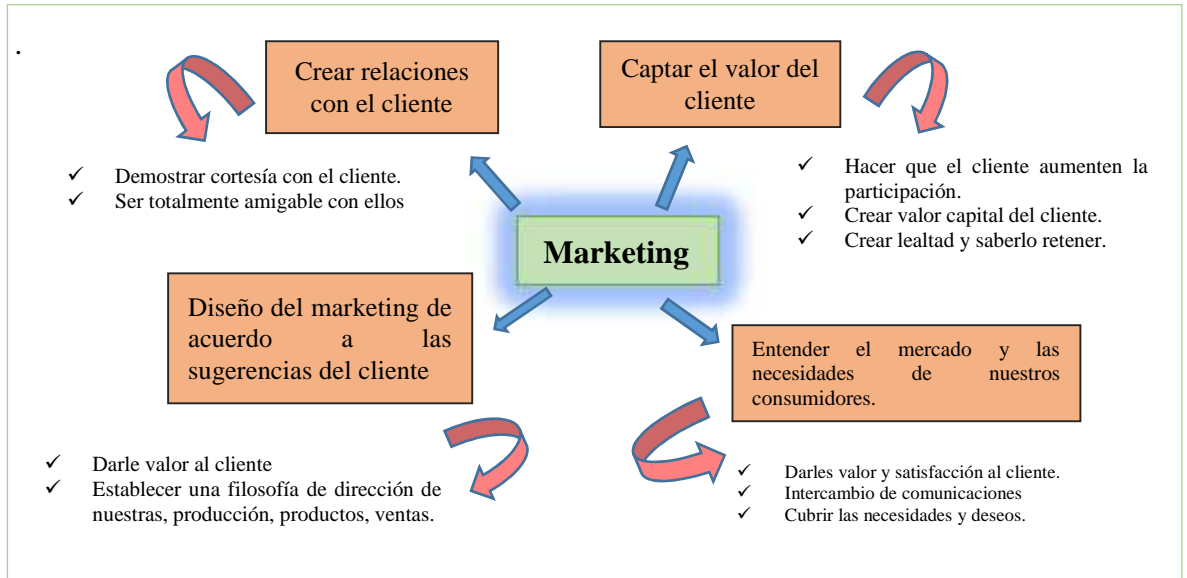 .
Crear relaciones
con el cliente
Captar el valor del
cliente
✓ Demostrar cortesía con el cliente.
✓ Ser totalmente amigable con ellos
✓ Hacer que el cliente aumenten la
participación.
✓ Crear valor capital del cliente.
✓ Crear lealtad y saberlo retener.
Marketing
Diseño del marketing de
acuerdo a las
sugerencias del cliente
Entender el mercado y las
necesidades de nuestros
consumidores.
✓ Darle valor al cliente
✓ Establecer una filosofía de dirección de
nuestras, producción, productos, ventas.
✓ Darles valor y satisfacción al cliente.
✓ Intercambio de comunicaciones
✓ Cubrir las necesidades y deseos.